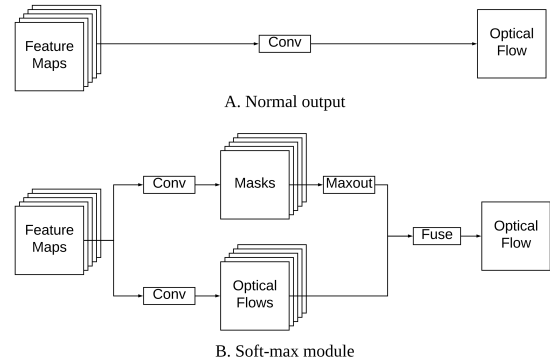 Feature
Maps
Conv
Optical
Flow
A. Normal output
Feature
Maps
Conv
Masks
Maxout
Conv
Optical
Flows
Fuse
Optical
Flow
B. Soft-max module